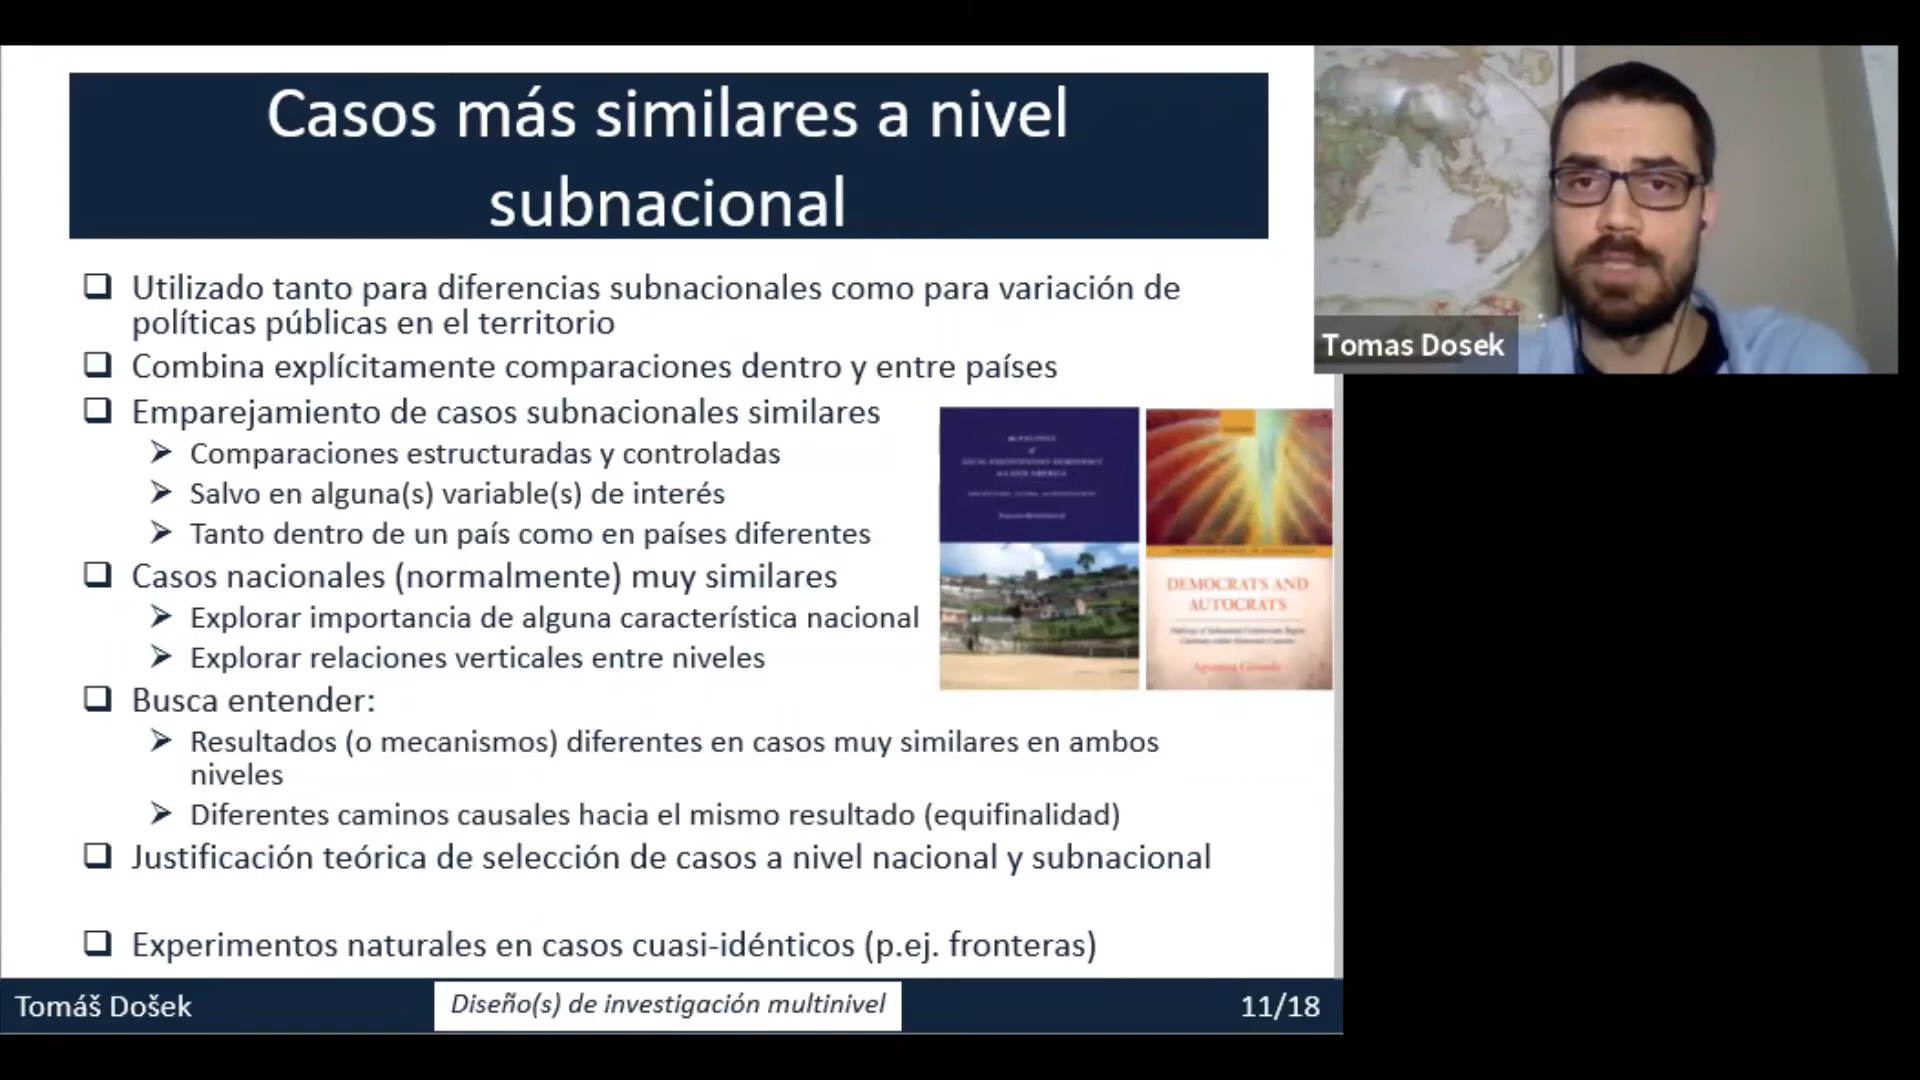 Casos más similares a nivel
subnacional
Utilizado tanto para diferencias subnacionales como para variación de
políticas públicas en el territorio
Combina explícitamente comparaciones dentro y entre países
Emparejamiento de casos subnacionales similares
Comparaciones estructuradas y controladas
Salvo en alguna(s) variable(s) de interés
Tanto dentro de un país como en países diferentes
Casos nacionales (normalmente) muy similares
Explorar importancia de alguna característica nacional
Explorar relaciones verticales entre niveles
Busca entender:
Resultados (o mecanismos) diferentes en casos muy similares en ambos
niveles
Diferentes caminos causales hacia el mismo resultado (equifinalidad)
Justificación teórica de selección de casos a nivel nacional y subnacional
Experimentos naturales en casos cuasi-idénticos (p.ej. fronteras)
DEMOCRATS AND
AUTOCRATS
Tomas Dosek
Tomáš Došek
Diseño(s) de investigación multinivel
11/18